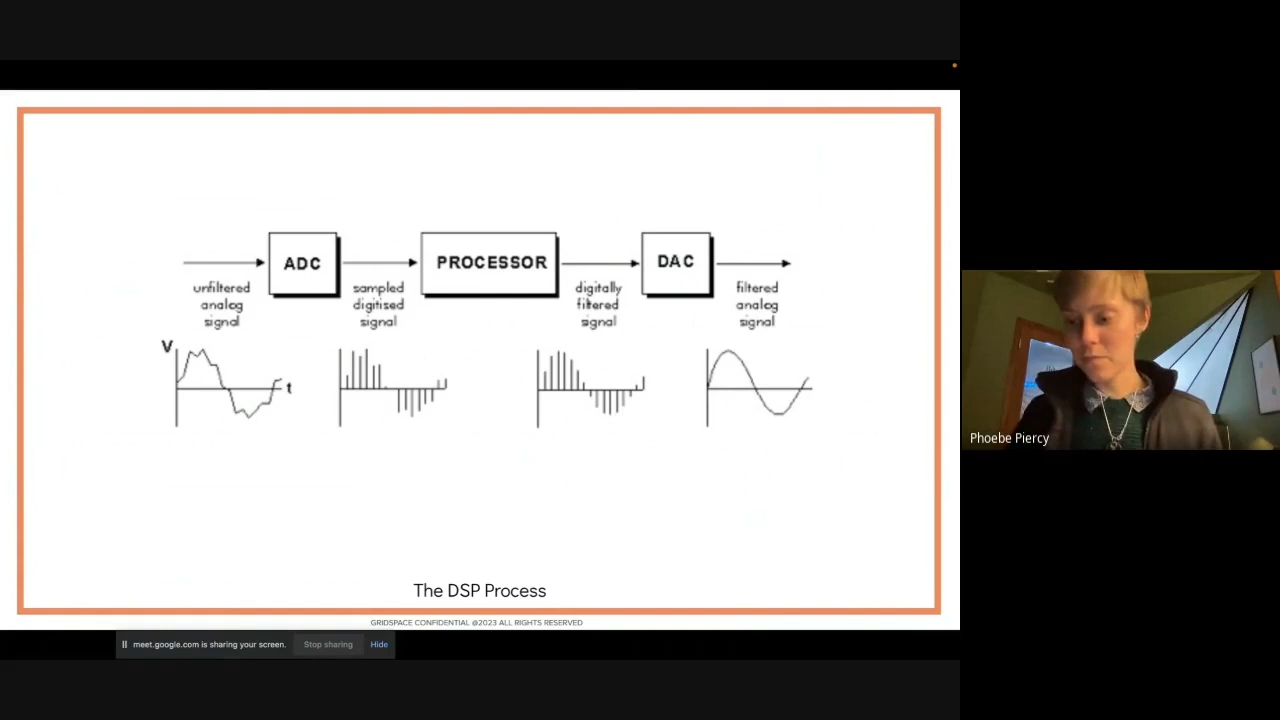 ADC
PROCESSOR
DAC
unfiltered
analog
signal
sampled
digitised
signal
digitally
filtered
signal
filtered
analog
signal
V
t
Phoebe Piercy
The DSP Process
GRIDSPACE CONFIDENTIAL @2023 ALL RIGHTS RESERVED
meet.google.com is sharing your screen.
Stop sharing
Hide